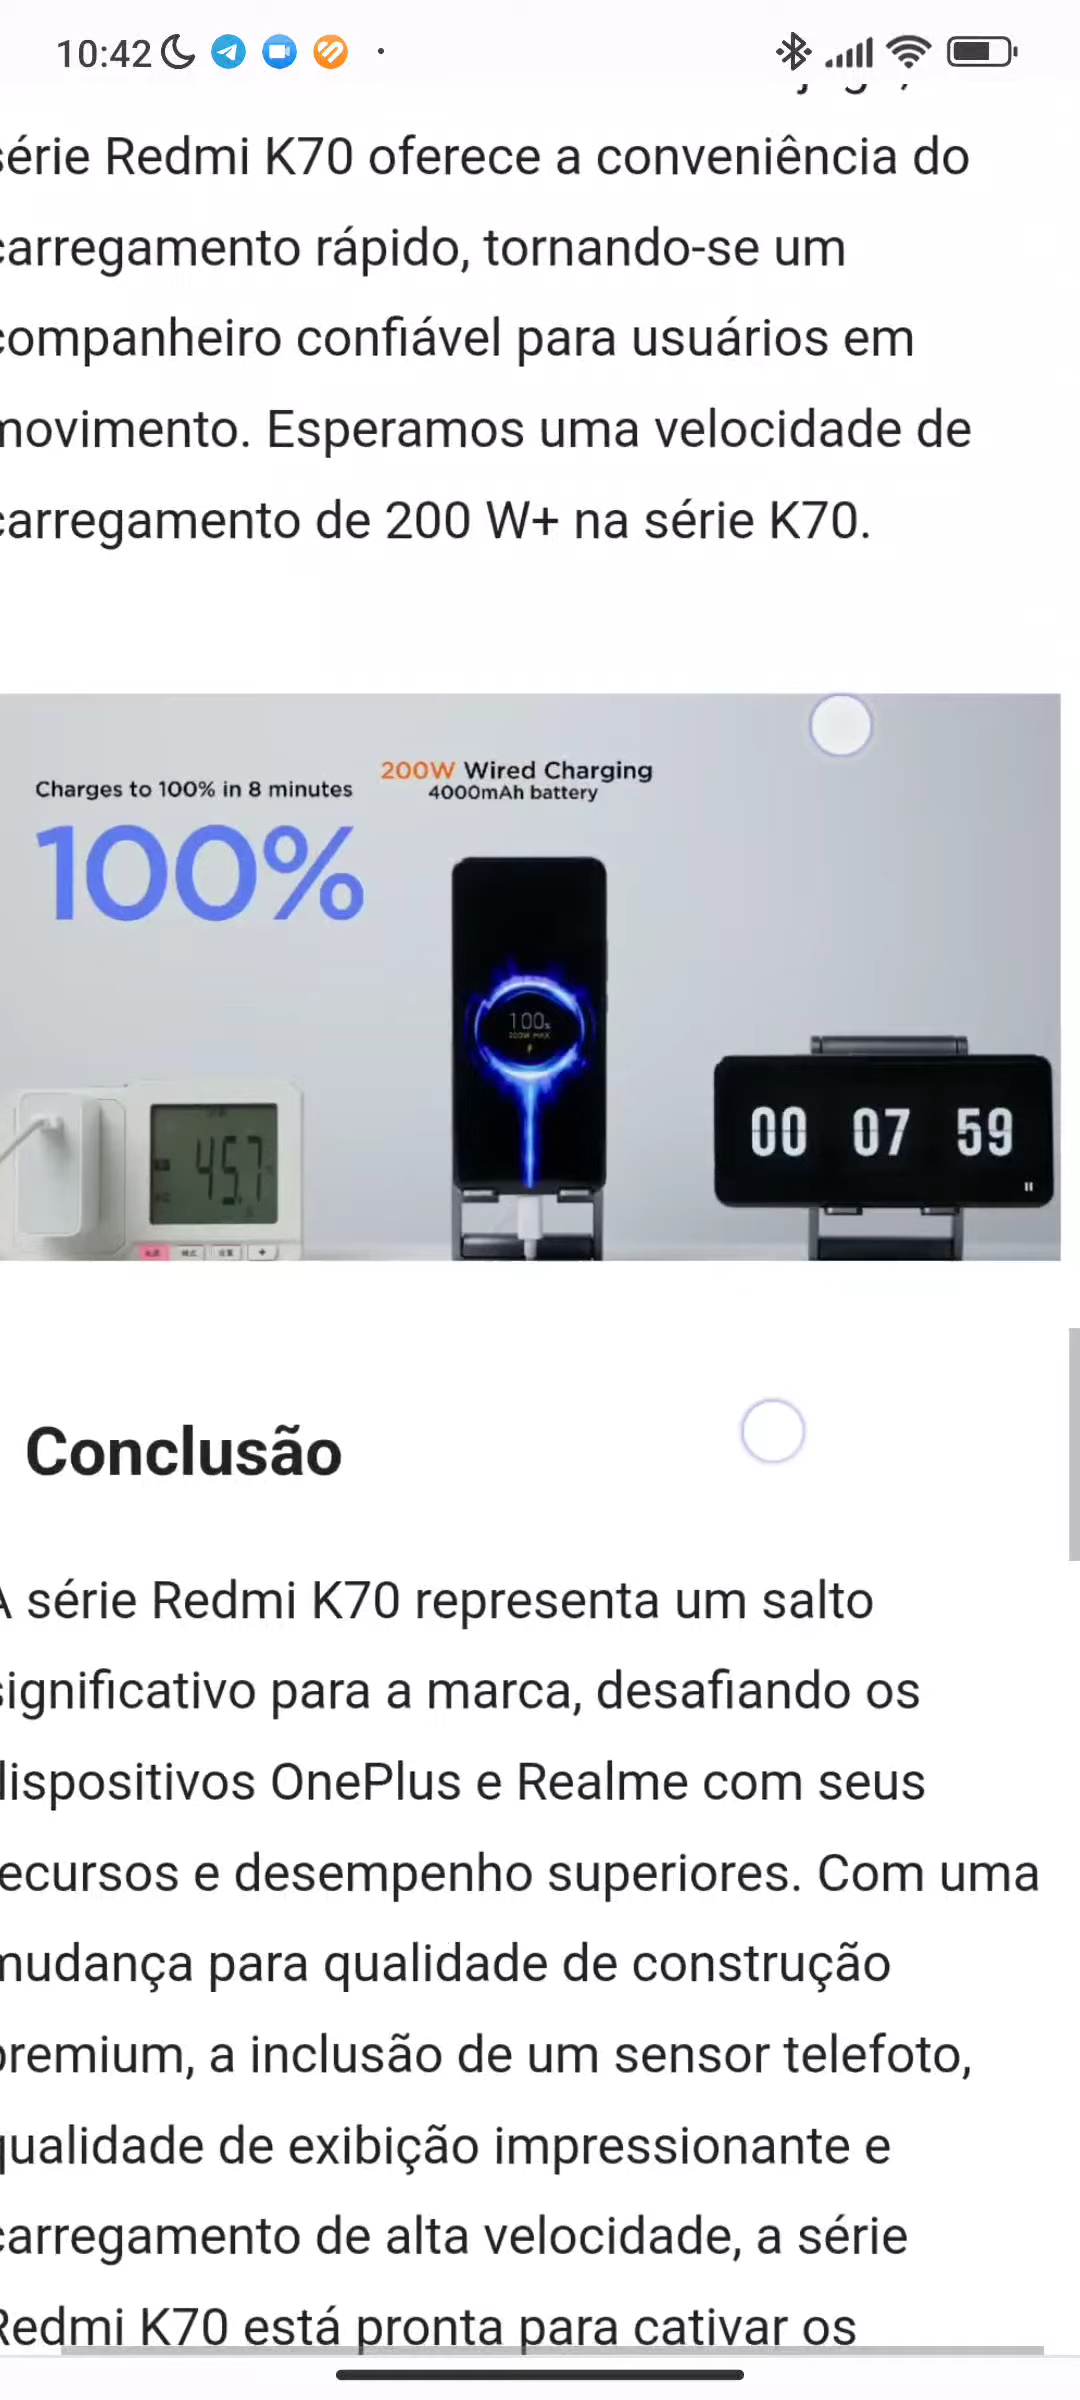 10:42
série Redmi K70 oferece a conveniência do
carregamento rápido, tornando-se um
companheiro confiável para usuários em
movimento. Esperamos uma velocidade de
carregamento de 200 W+ na série K70.
Charges to 100% in 8 minutes
100%
200W Wired Charging
4000mAh battery
100%
200W MAX
45.7
00 07 59
Conclusão
A série Redmi K70 representa um salto
significativo para a marca, desafiando os
dispositivos OnePlus e Realme com seus
recursos e desempenho superiores. Com uma
mudança para qualidade de construção
premium, a inclusão de um sensor telefoto,
qualidade de exibição impressionante e
carregamento de alta velocidade, a série
Redmi K70 está pronta para cativar os